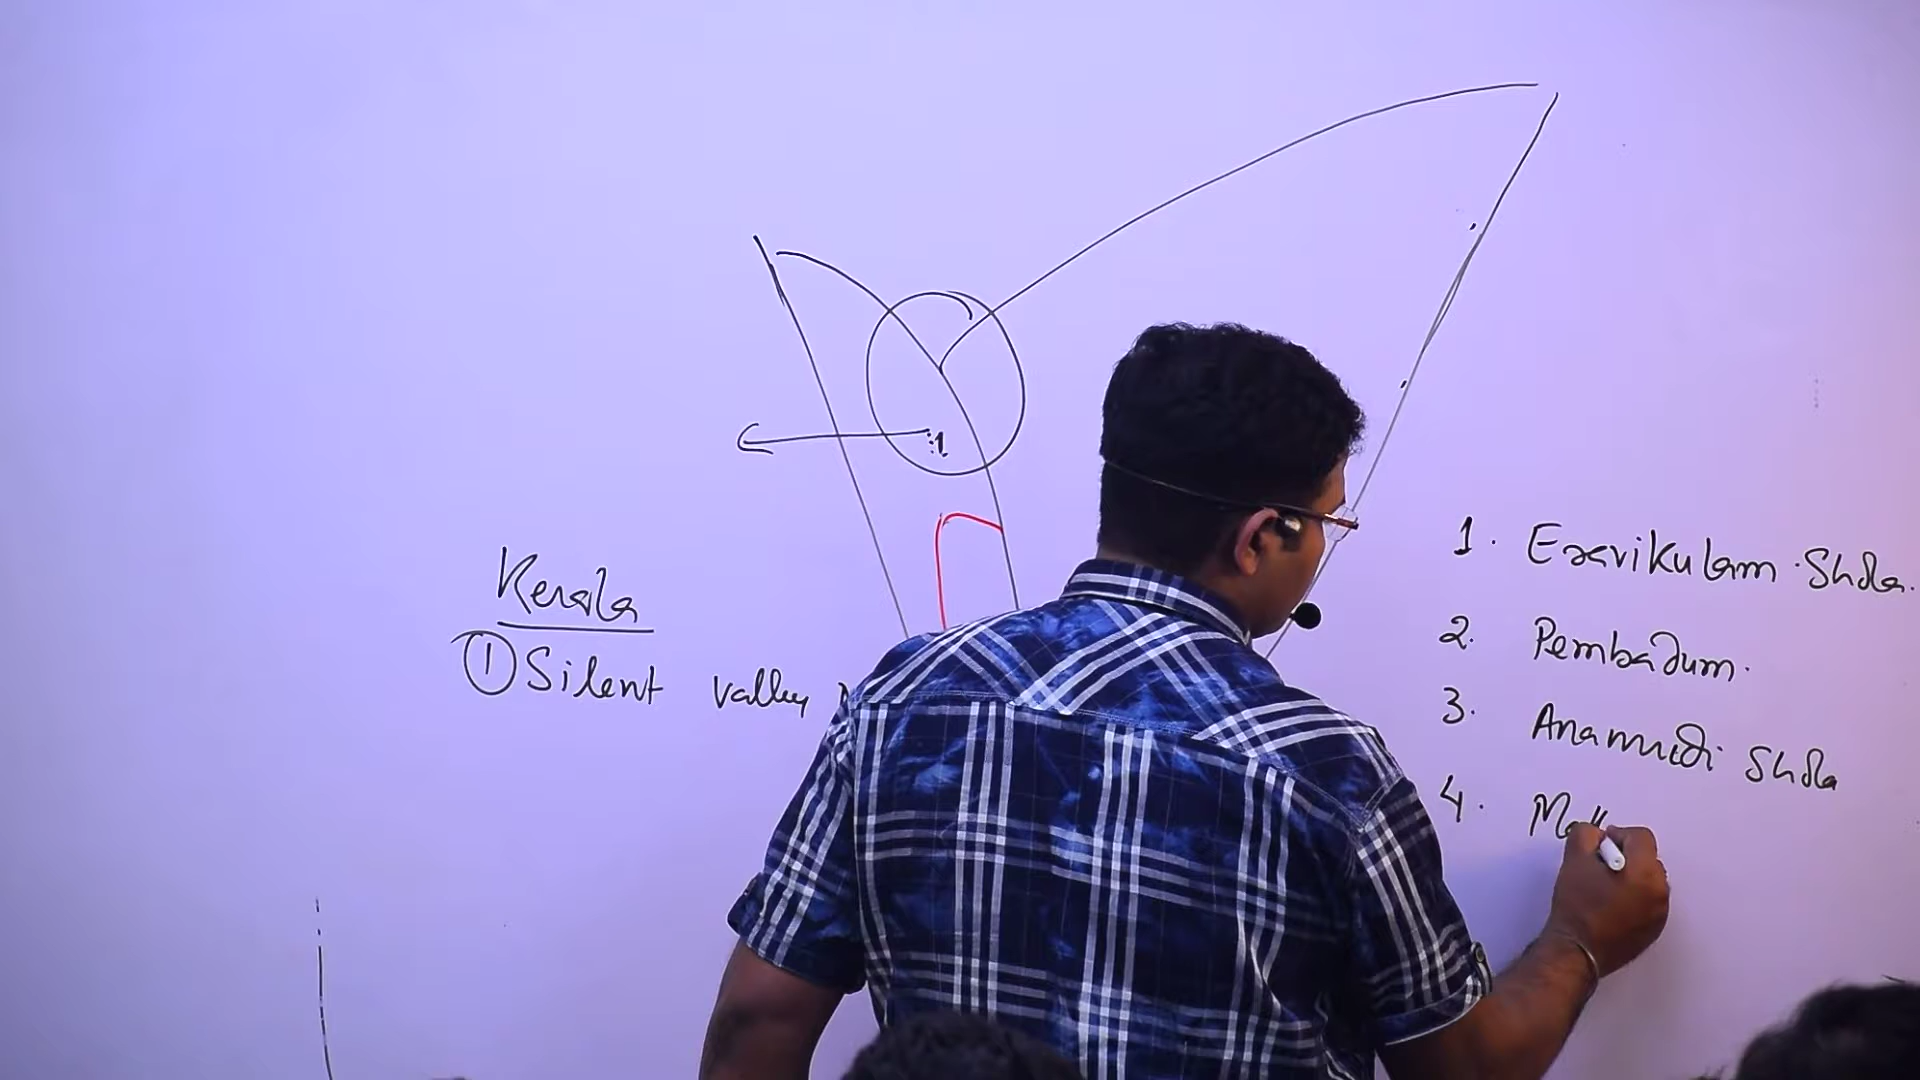 Kerala
① Silent valley
1
1. Eravikulam Shola.
2. Pambadum.
3. Anamudi Shola
4.